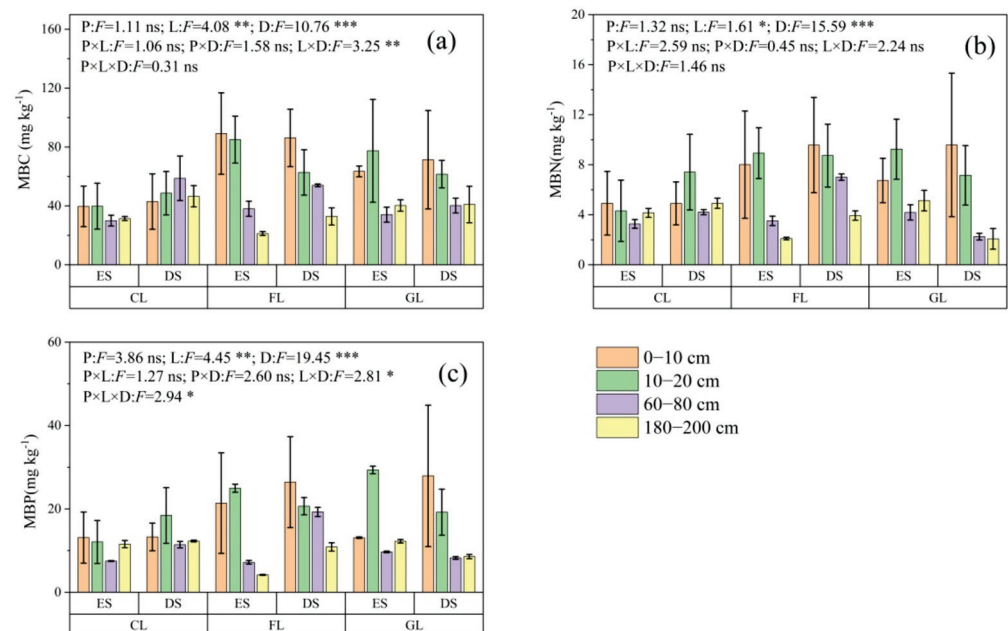 P:F=1.11 ns; L:F=4.08 **; D:F=10.76 ***
P×L:F=1.06 ns; P×D:F=1.58 ns; L×D:F=3.25 **
P×L×D:F=0.31 ns
(a)
MBC (mg kg⁻¹)
160
120
80
40
0
ES DS ES DS ES DS
CL FL GL
P:F=1.32 ns; L:F=1.61 *; D:F=15.59 ***
P×L:F=2.59 ns; P×D:F=0.45 ns; L×D:F=2.24 ns
P×L×D:F=1.46 ns
(b)
MBN(mg kg⁻¹)
20
16
12
8
4
0
ES DS ES DS ES DS
CL FL GL
P:F=3.86 ns; L:F=4.45 **; D:F=19.45 ***
P×L:F=1.27 ns; P×D:F=2.60 ns; L×D:F=2.81 *
P×L×D:F=2.94 *
(c)
MBP(mg kg⁻¹)
60
40
20
0
ES DS ES DS ES DS
CL FL GL
0−10 cm
10−20 cm
60−80 cm
180−200 cm